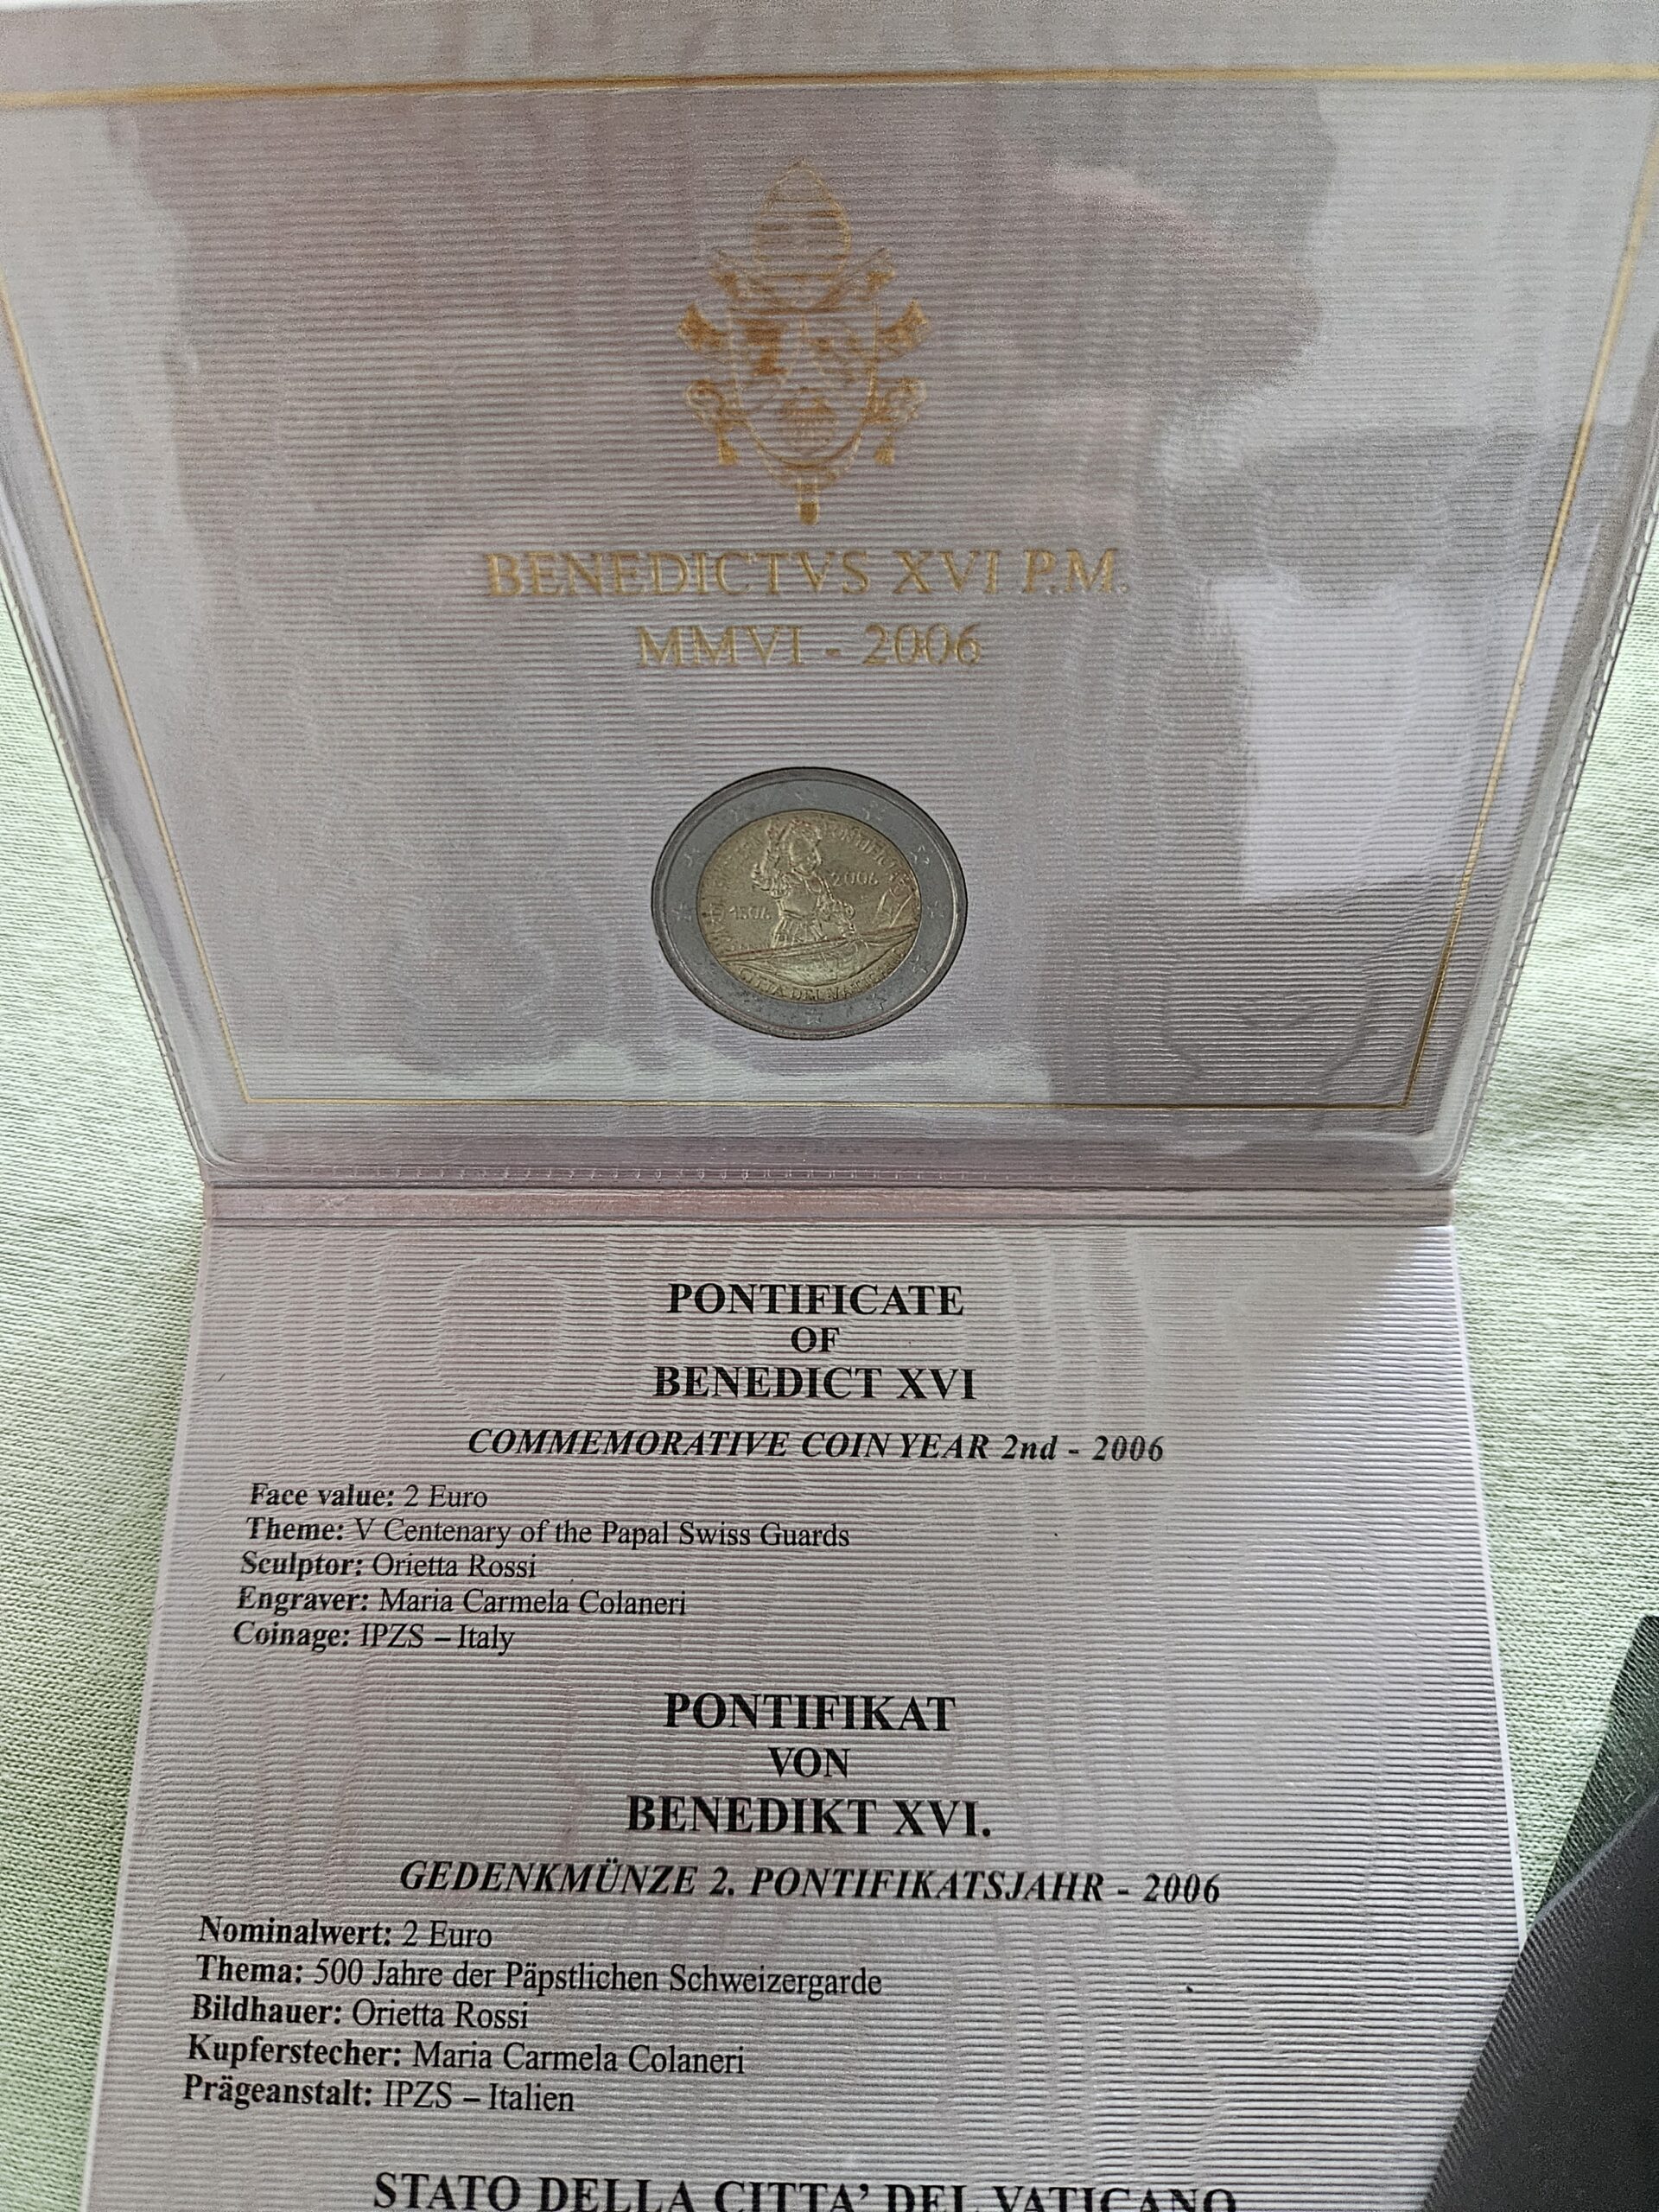 BENEDICTVS XVI P.M.
MMVI - 2006
2006
1506
PONTIFICATE
OF
BENEDICT XVI
COMMEMORATIVE COIN YEAR 2nd - 2006
Face value: 2 Euro
Theme: V Centenary of the Papal Swiss Guards
Sculptor: Orietta Rossi
Engraver: Maria Carmela Colaneri
Coinage: IPZS – Italy
PONTIFIKAT
VON
BENEDIKT XVI.
GEDENKMÜNZE 2. PONTIFIKATSJAHR - 2006
Nominalwert: 2 Euro
Thema: 500 Jahre der Päpstlichen Schweizergarde
Bildhauer: Orietta Rossi
Kupferstecher: Maria Carmela Colaneri
Prägeanstalt: IPZS – Italien
STATO DELLA CITTA’ DEL VATICANO